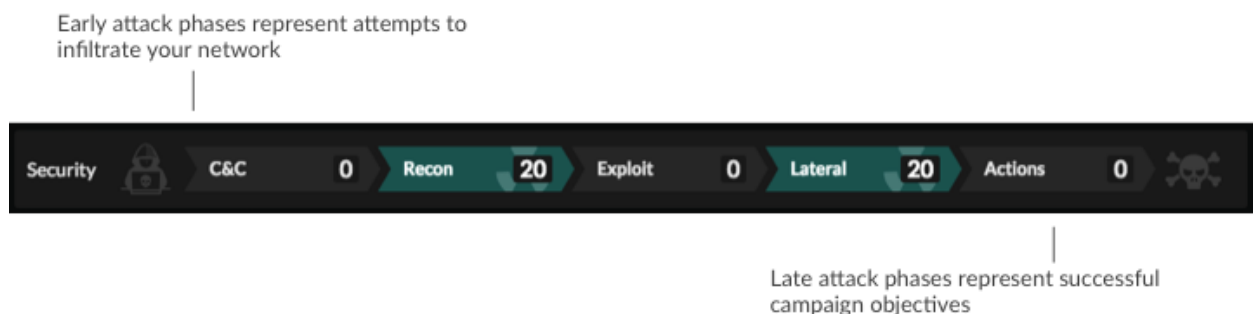 Early attack phases represent attempts to
infiltrate your network
Security C&C 0 Recon 20 Exploit 0 Lateral 20 Actions 0
Late attack phases represent successful
campaign objectives